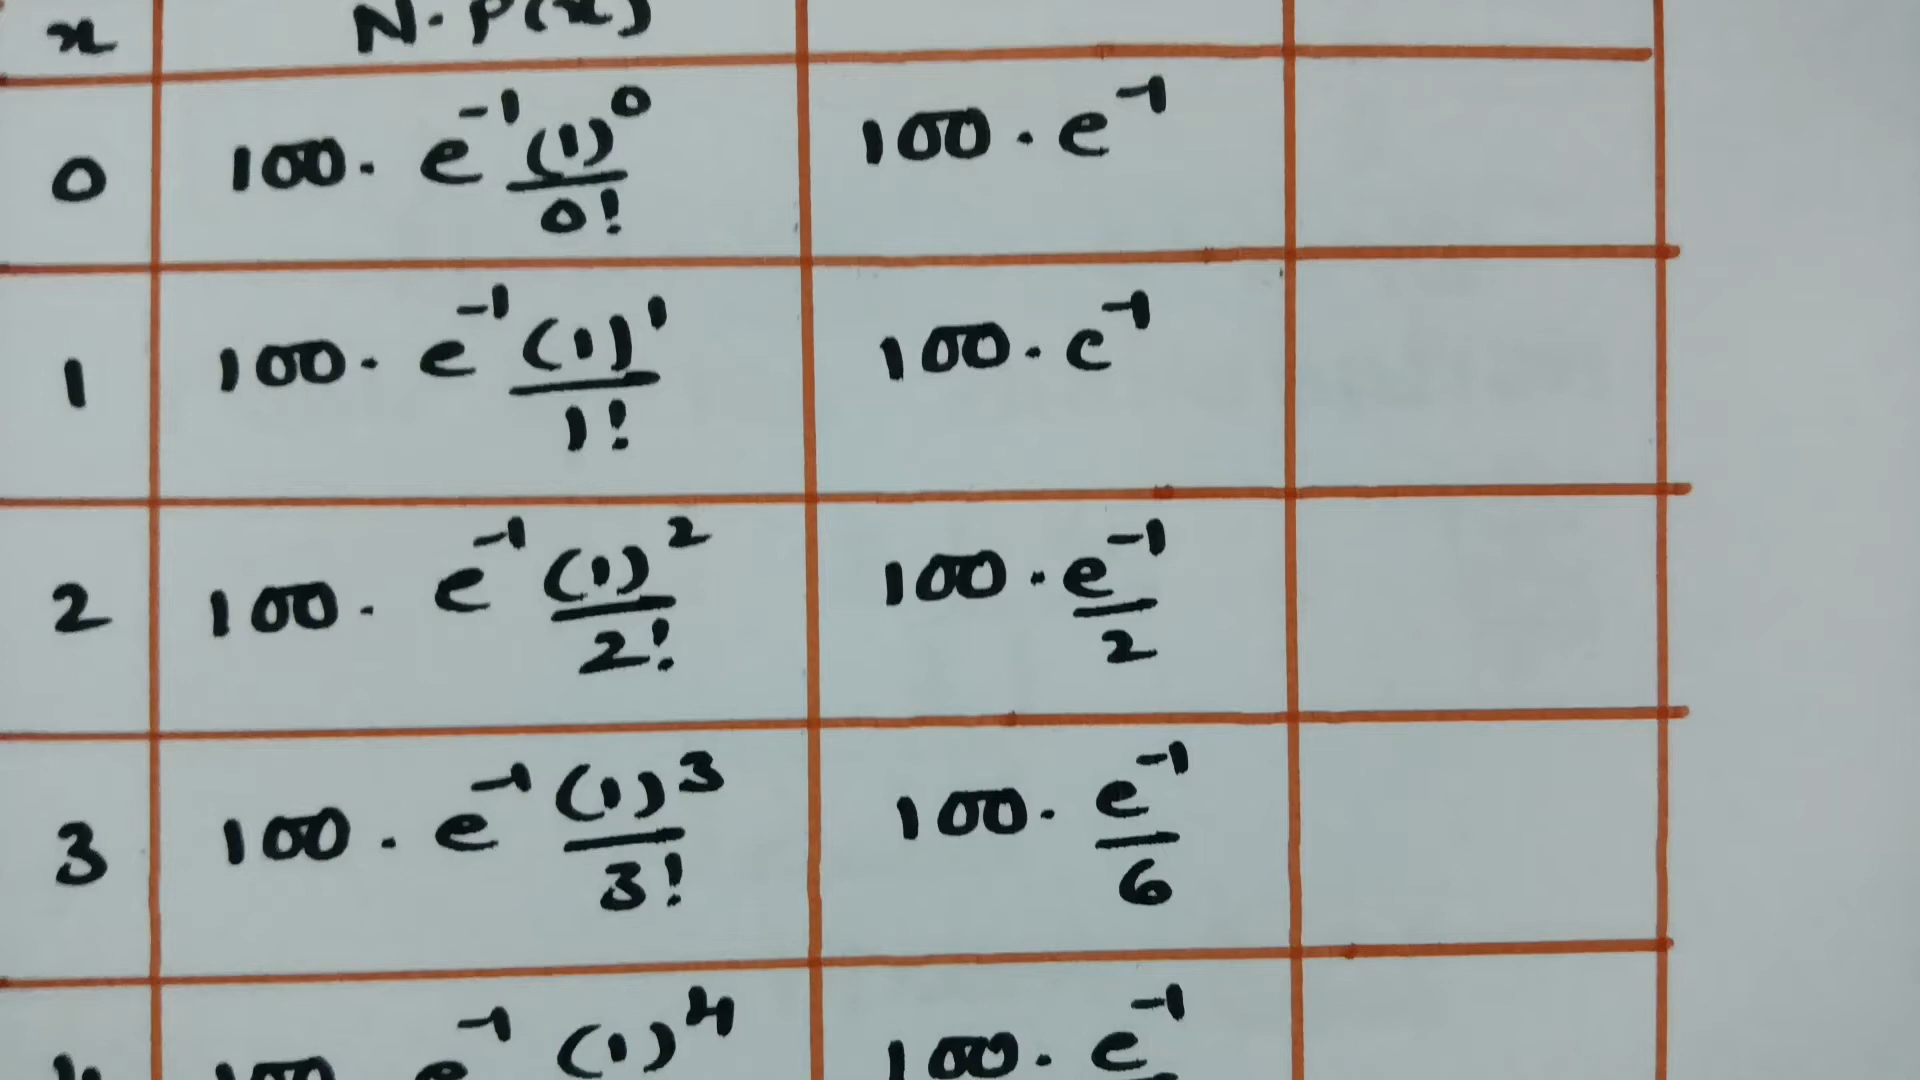 x N·P(x)
0 100· e⁻¹ (1)⁰/0! 100·e⁻¹
1 100· e⁻¹ (1)¹/1! 100·e⁻¹
2 100· e⁻¹ (1)²/2! 100·e⁻¹/2
3 100· e⁻¹ (1)³/3! 100·e⁻¹/6
4 100 e⁻¹ (1)⁴ 100·e⁻¹